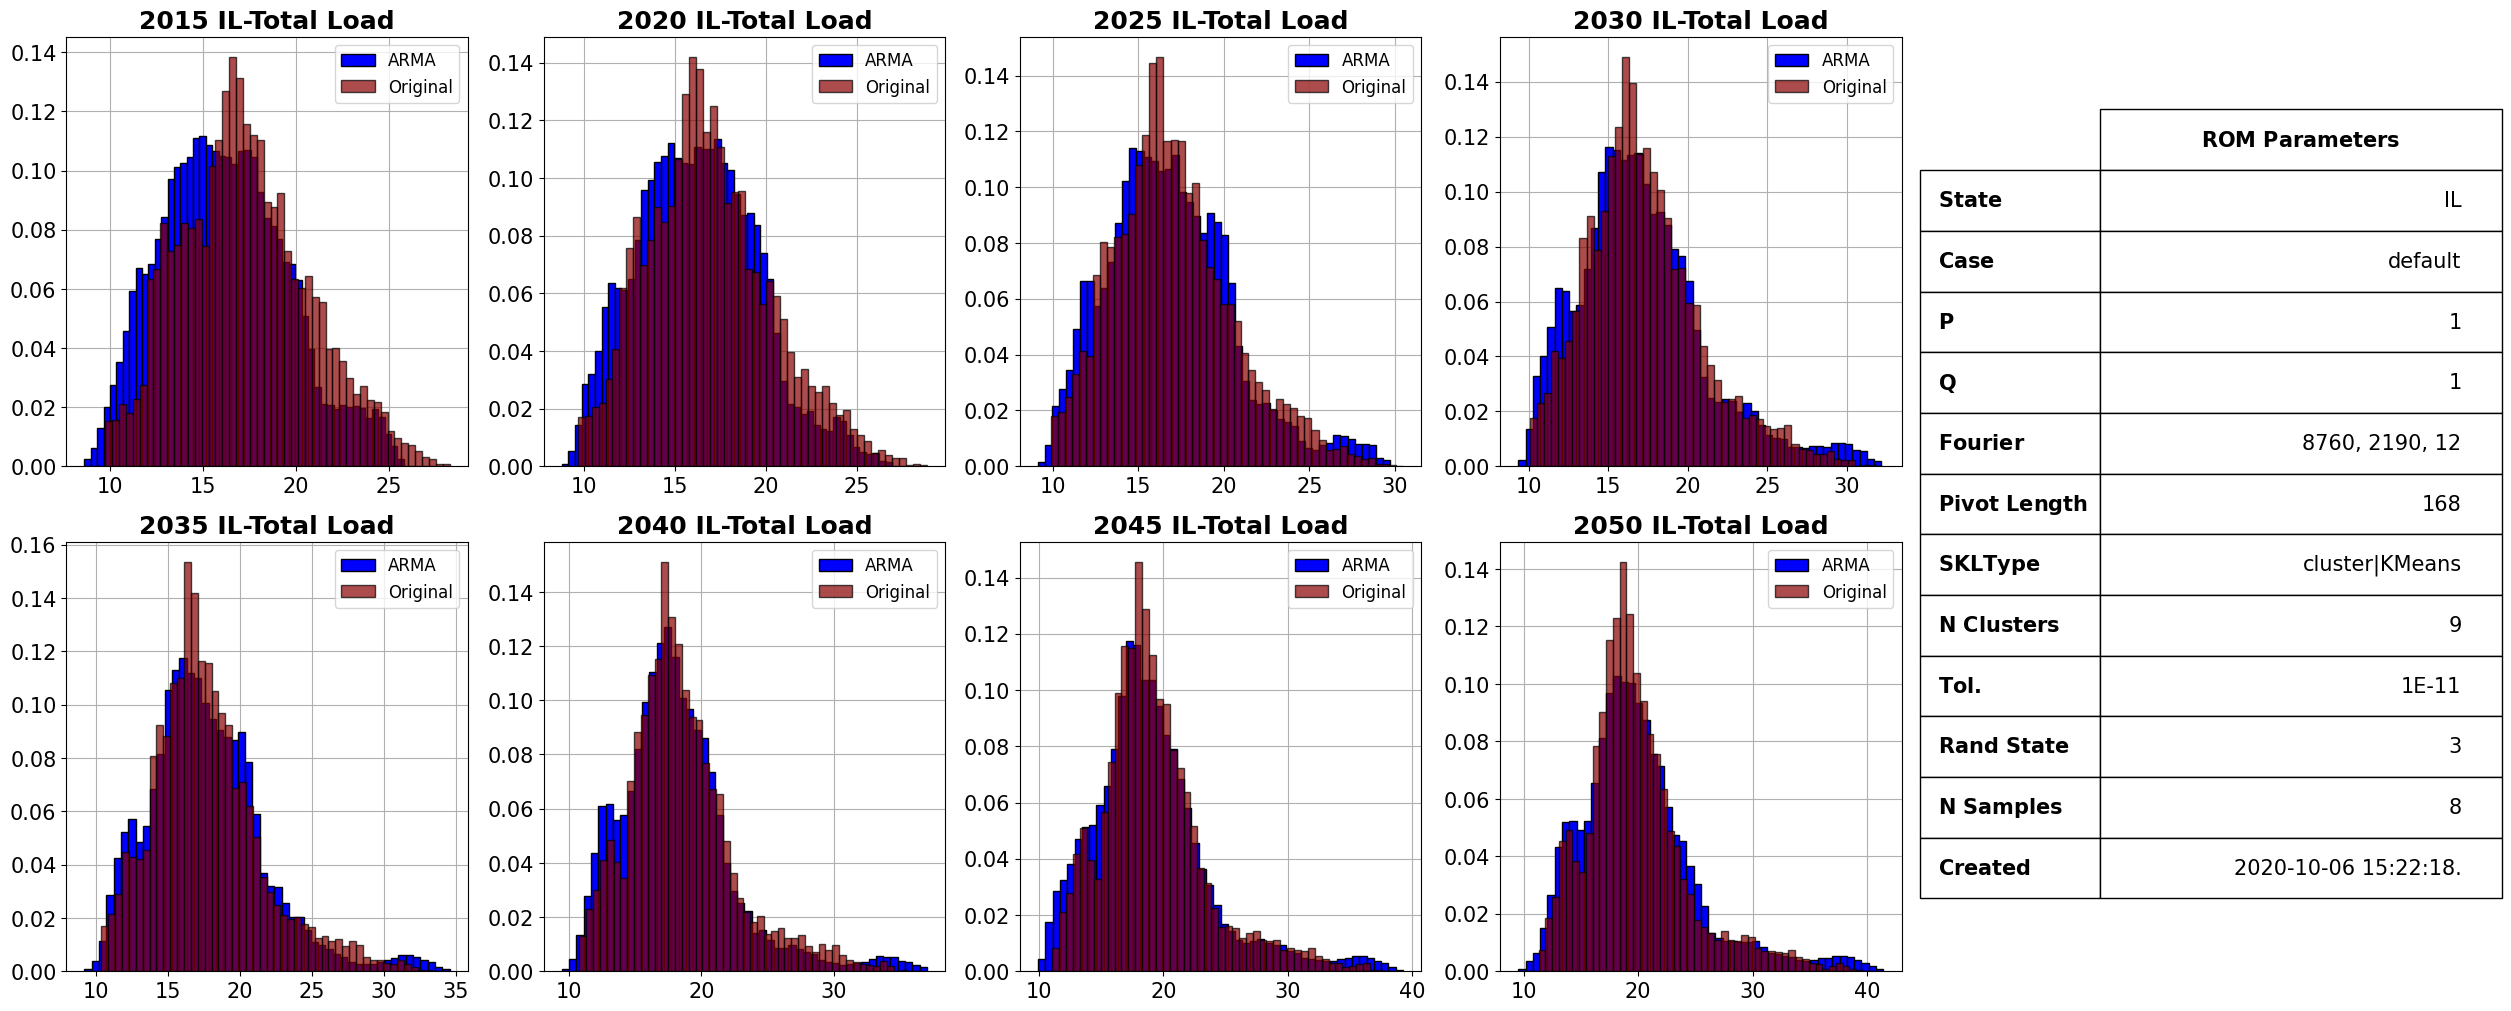 2015 IL-Total Load
ARMA
Original
0.14
0.12
0.10
0.08
0.06
0.04
0.02
0.00
10 15 20 25
2020 IL-Total Load
ARMA
Original
0.14
0.12
0.10
0.08
0.06
0.04
0.02
0.00
10 15 20 25
2025 IL-Total Load
ARMA
Original
0.14
0.12
0.10
0.08
0.06
0.04
0.02
0.00
10 15 20 25 30
2030 IL-Total Load
ARMA
Original
0.14
0.12
0.10
0.08
0.06
0.04
0.02
0.00
10 15 20 25 30
2035 IL-Total Load
ARMA
Original
0.16
0.14
0.12
0.10
0.08
0.06
0.04
0.02
0.00
10 15 20 25 30 35
2040 IL-Total Load
ARMA
Original
0.14
0.12
0.10
0.08
0.06
0.04
0.02
0.00
10 20 30
2045 IL-Total Load
ARMA
Original
0.14
0.12
0.10
0.08
0.06
0.04
0.02
0.00
10 20 30 40
2050 IL-Total Load
ARMA
Original
0.14
0.12
0.10
0.08
0.06
0.04
0.02
0.00
10 20 30 40
ROM Parameters
State IL
Case default
P 1
Q 1
Fourier 8760, 2190, 12
Pivot Length 168
SKLType cluster|KMeans
N Clusters 9
Tol. 1E-11
Rand State 3
N Samples 8
Created 2020-10-06 15:22:18.